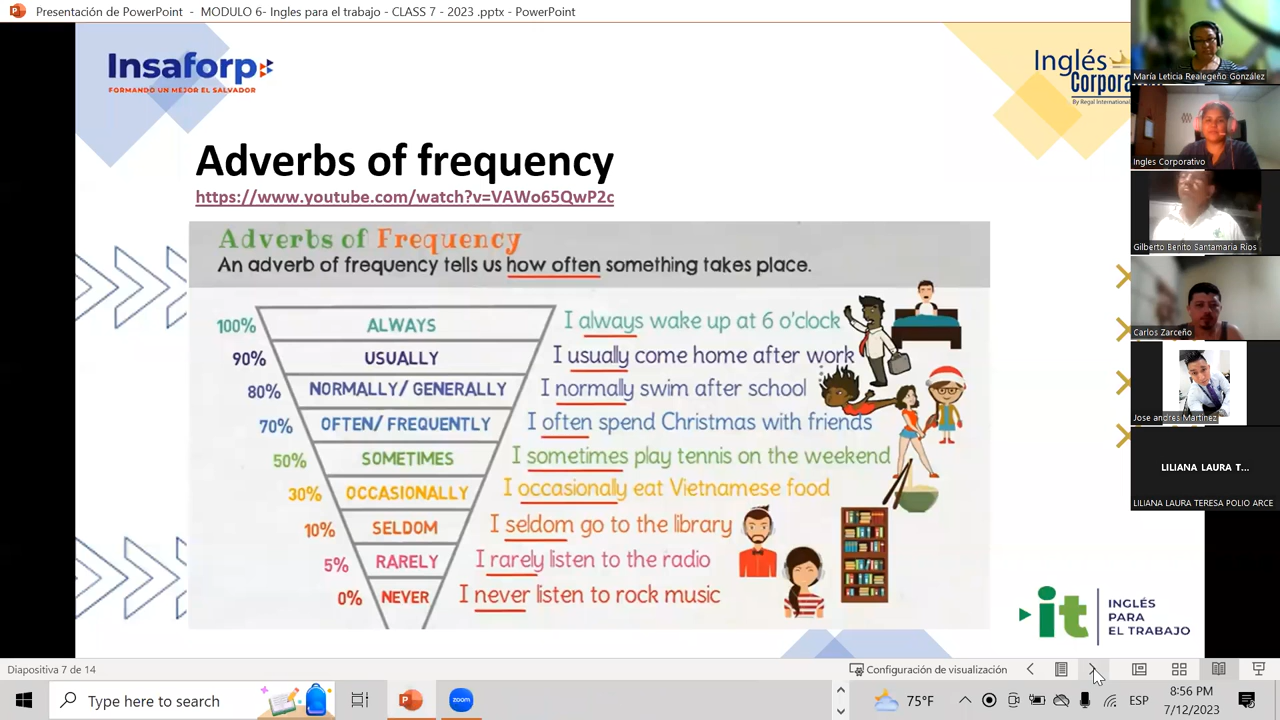 Presentación de PowerPoint - MODULO 6- Ingles para el trabajo - CLASS 7 - 2023 .pptx - PowerPoint
Insaforp
FORMANDO UN MEJOR EL SALVADOR
Inglés
By Regal International
Adverbs of frequency
https://www.youtube.com/watch?v=VAWo65QwP2c
Adverbs of Frequency
An adverb of frequency tells us how often something takes place.
100% ALWAYS I always wake up at 6 o'clock
90% USUALLY I usually come home after work
80% NORMALLY/ GENERALLY I normally swim after school
70% OFTEN/ FREQUENTLY I often spend Christmas with friends
50% SOMETIMES I sometimes play tennis on the weekend
30% OCCASIONALLY I occasionally eat Vietnamese food
10% SELDOM I seldom go to the library
5% RARELY I rarely listen to the radio
0% NEVER I never listen to rock music
it
INGLÉS
PARA
EL TRABAJO
María Leticia Realegeño González
Ingles Corporativo
Gilberto Benito Santamaria Rios
Carlos Zarceño
Jose andres Martinez
LILIANA LAURA T...
LILIANA LAURA TERESA POLIO ARCE
Diapositiva 7 de 14
Configuración de visualización
Type here to search
75°F
ESP
8:56 PM
7/12/2023